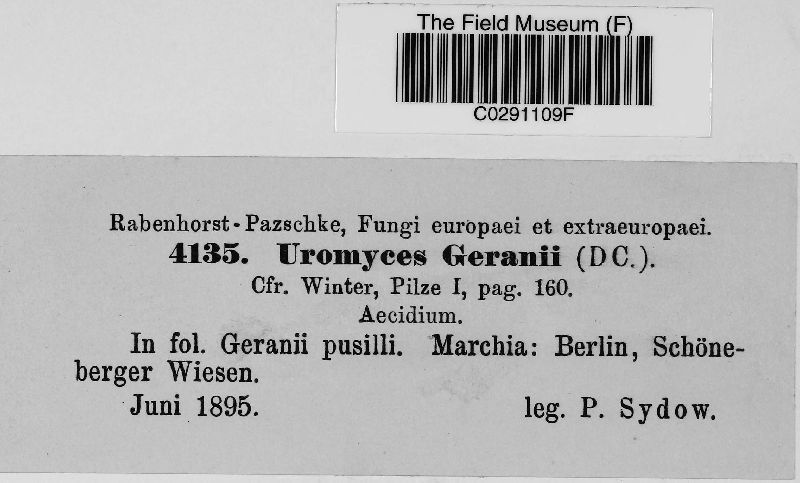 The Field Museum (F)
C0291109F
Rabenhorst-Pazschke, Fungi europaei et extraeuropaei.
4135. Uromyces Geranii (DC.).
Cfr. Winter, Pilze I, pag. 160.
Aecidium.
In fol. Geranii pusilli. Marchia: Berlin, Schöne-
berger Wiesen.
Juni 1895. leg. P. Sydow.